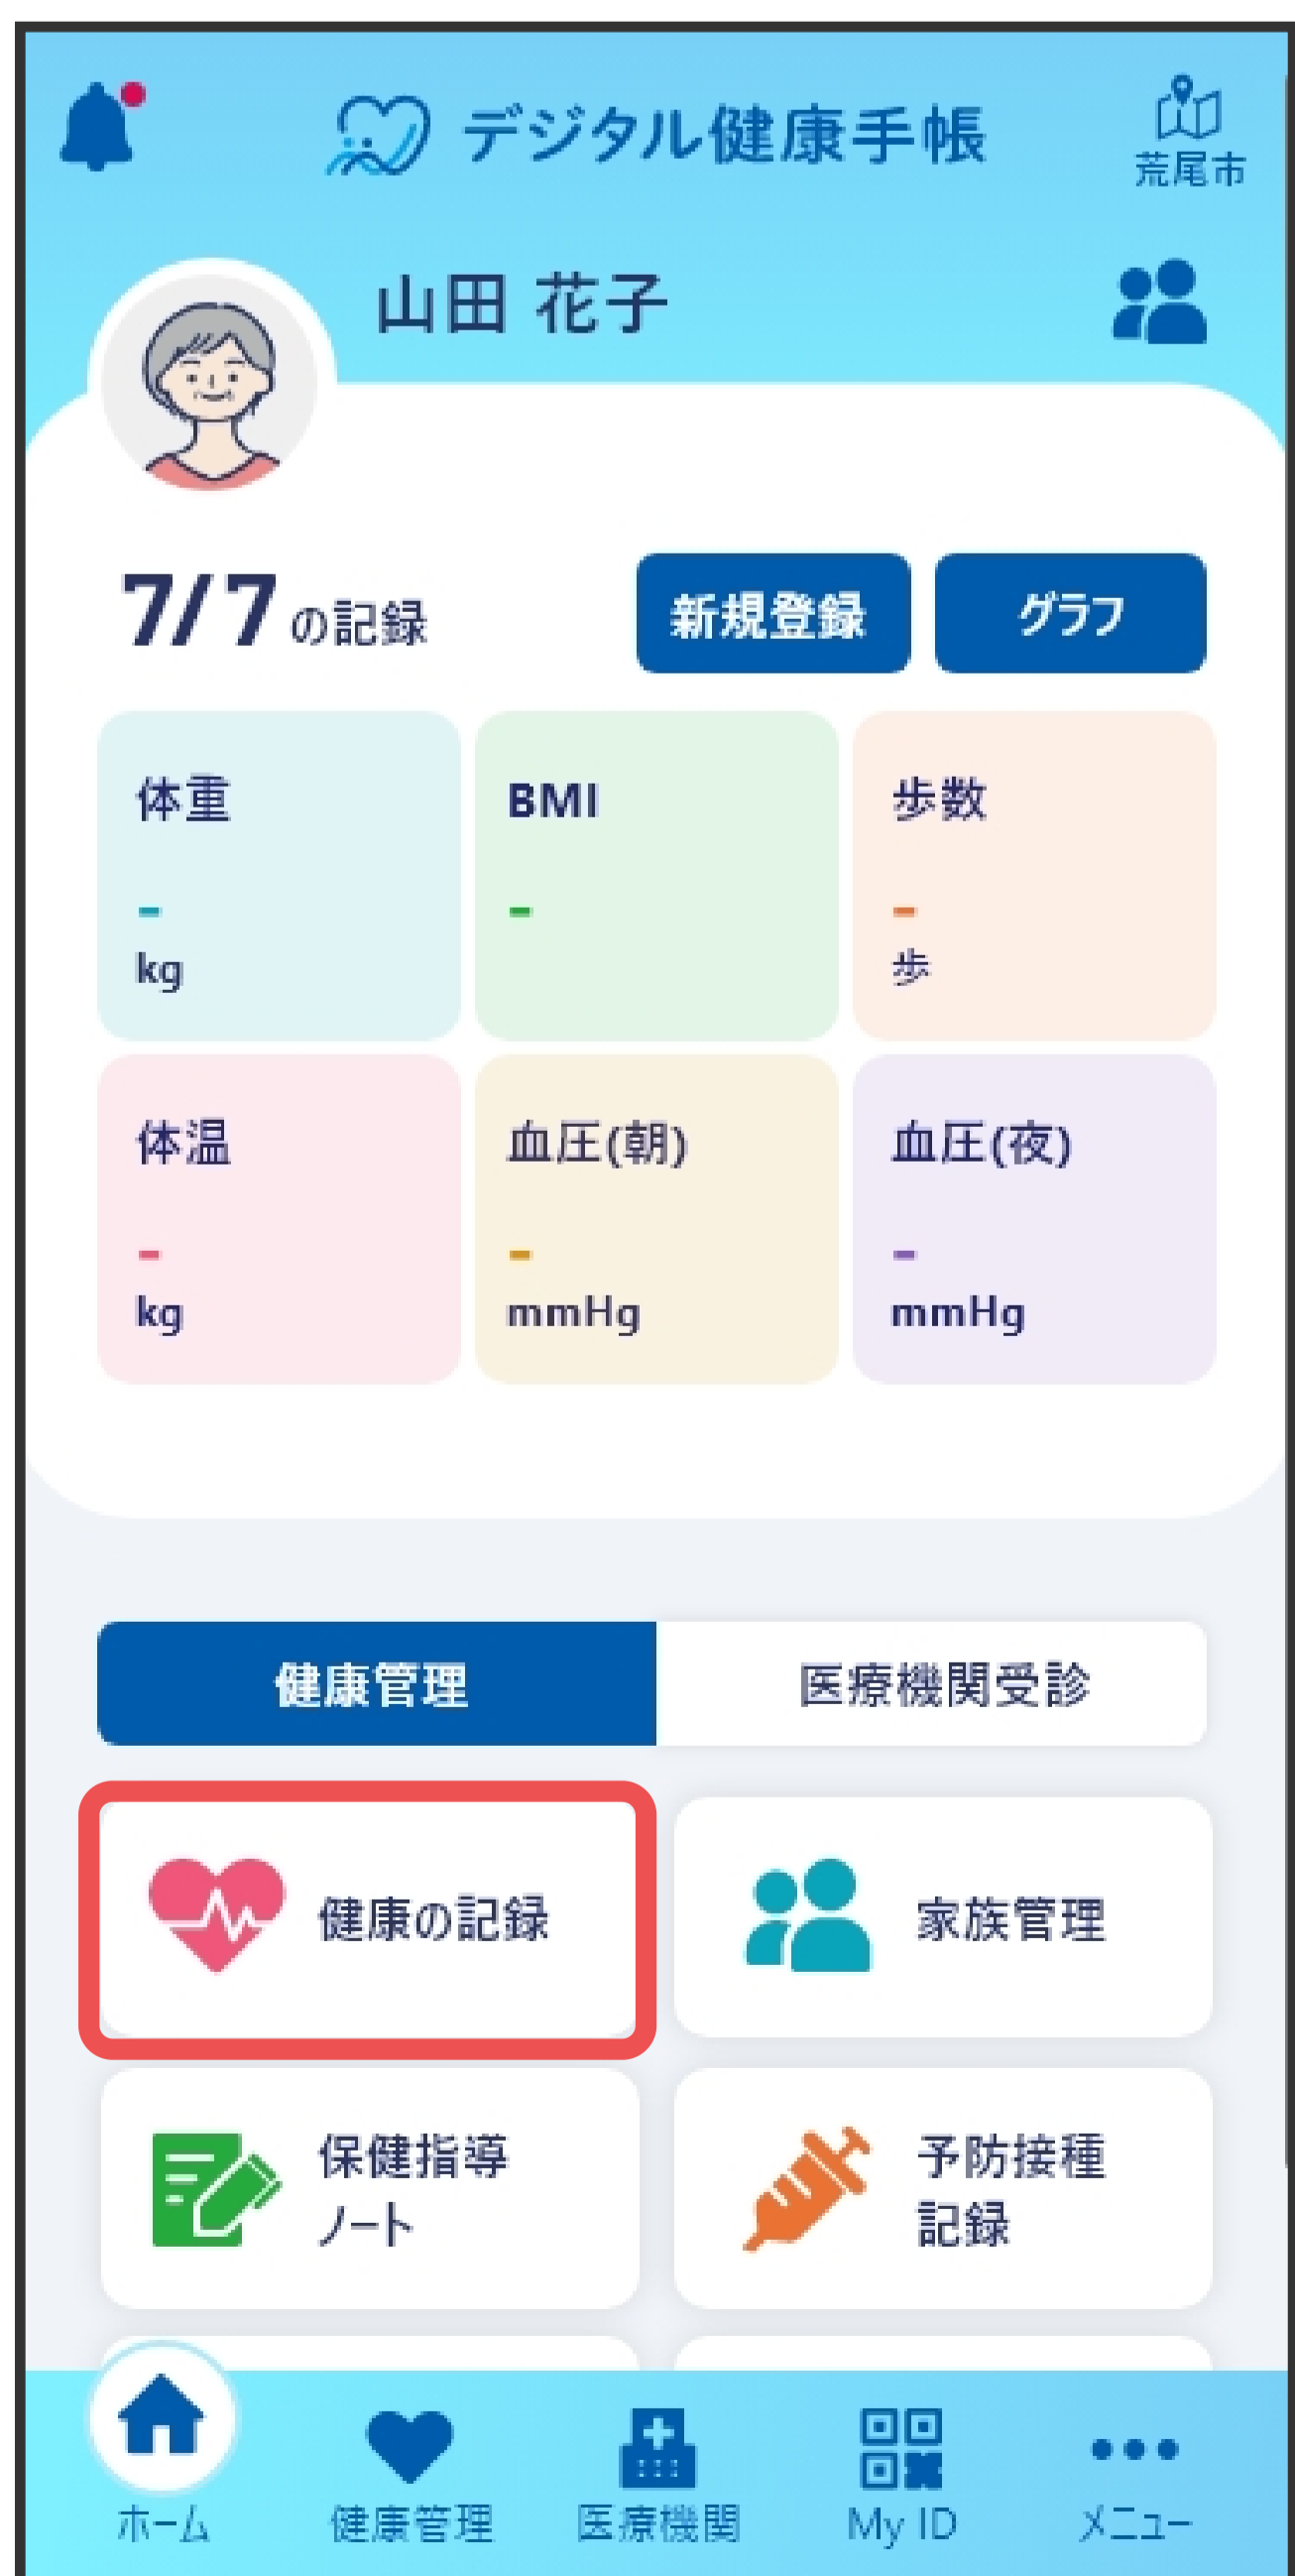 デジタル健康手帳
荒尾市
山田 花子
7/7の記録
新規登録
グラフ
体重
BMI
歩数
-
-
-
kg
歩
体温
血圧(朝)
血圧(夜)
-
-
-
kg
mmHg
mmHg
健康管理
医療機関受診
健康の記録
家族管理
保健指導
ノート
予防接種
記録
ホーム
健康管理
医療機関
My ID
メニュー